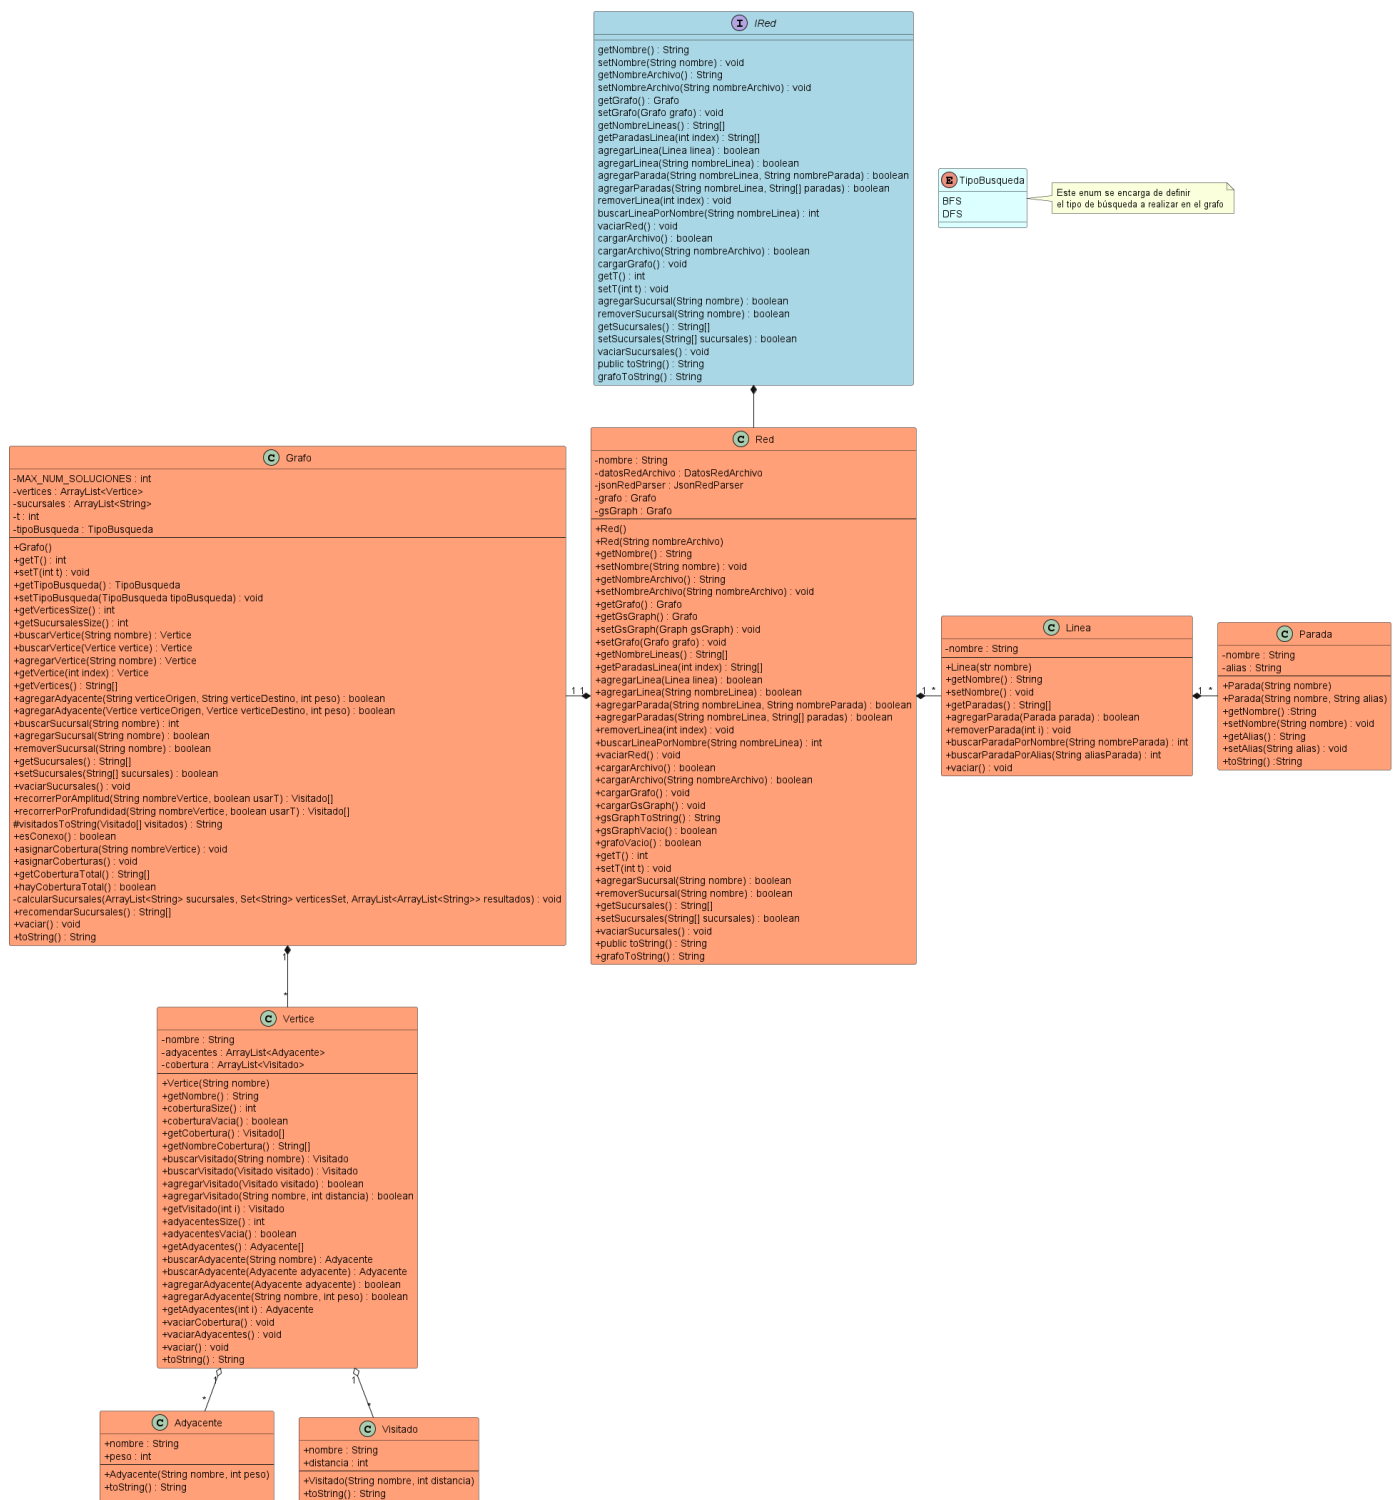 I IRed
getNombre() : String
setNombre(String nombre) : void
getNombreArchivo() : String
setNombreArchivo(String nombreArchivo) : void
getGrafo() : Grafo
setGrafo(Grafo grafo) : void
getNombreLineas() : String[]
getParadasLinea(int index) : String[]
agregarLinea(Linea linea) : boolean
agregarLinea(String nombreLinea) : boolean
agregarParada(String nombreLinea, String nombreParada) : boolean
agregarParadas(String nombreLinea, String[] paradas) : boolean
removerLinea(int index) : void
buscarLineaPorNombre(String nombreLinea) : int
vaciarRed() : void
cargarArchivo() : boolean
cargarArchivo(String nombreArchivo) : boolean
cargarGrafo() : void
getT() : int
setT(int t) : void
agregarSucursal(String nombre) : boolean
removerSucursal(String nombre) : boolean
getSucursales() : String[]
setSucursales(String[] sucursales) : boolean
vaciarSucursales() : void
public toString() : String
grafoToString() : String
E TipoBusqueda
BFS
DFS
Este enum se encarga de definir
el tipo de búsqueda a realizar en el grafo
C Grafo
-MAX_NUM_SOLUCIONES : int
-vertices : ArrayList<Vertice>
-sucursales : ArrayList<String>
-t : int
-tipoBusqueda : TipoBusqueda
+Grafo()
+getT() : int
+setT(int t) : void
+getTipoBusqueda() : TipoBusqueda
+setTipoBusqueda(TipoBusqueda tipoBusqueda) : void
+getVerticesSize() : int
+getSucursalesSize() : int
+buscarVertice(String nombre) : Vertice
+buscarVertice(Vertice vertice) : Vertice
+agregarVertice(String nombre) : Vertice
+getVertice(int index) : Vertice
+getVertices() : String[]
+agregarAdyacente(String verticeOrigen, String verticeDestino, int peso) : boolean
+agregarAdyacente(Vertice verticeOrigen, Vertice verticeDestino, int peso) : boolean
+buscarSucursal(String nombre) : int
+agregarSucursal(String nombre) : boolean
+removerSucursal(String nombre) : boolean
+getSucursales() : String[]
+setSucursales(String[] sucursales) : boolean
+vaciarSucursales() : void
+recorrerPorAmplitud(String nombreVertice, boolean usarT) : Visitado[]
+recorrerPorProfundidad(String nombreVertice, boolean usarT) : Visitado[]
#visitadosToString(Visitado[] visitados) : String
+esConexo() : boolean
+asignarCobertura(String nombreVertice) : void
+asignarCoberturas() : void
+getCoberturaTotal() : String[]
+hayCoberturaTotal() : boolean
-calcularSucursales(ArrayList<String> sucursales, Set<String> verticesSet, ArrayList<ArrayList<String>> resultados) : void
+recomendarSucursales() : String[]
+vaciar() : void
+toString() : String
1 1
C Red
-nombre : String
-datosRedArchivo : DatosRedArchivo
-jsonRedParser : JsonRedParser
-grafo : Grafo
-gsGraph : Grafo
+Red()
+Red(String nombreArchivo)
+getNombre() : String
+setNombre(String nombre) : void
+getNombreArchivo() : String
+setNombreArchivo(String nombreArchivo) : void
+getGrafo() : Grafo
+getGsGraph() : Grafo
+setGsGraph(Graph gsGraph) : void
+setGrafo(Grafo grafo) : void
+getNombreLineas() : String[]
+getParadasLinea(int index) : String[]
+agregarLinea(Linea linea) : boolean
+agregarLinea(String nombreLinea) : boolean
+agregarParada(String nombreLinea, String nombreParada) : boolean
+agregarParadas(String nombreLinea, String[] paradas) : boolean
+removerLinea(int index) : void
+buscarLineaPorNombre(String nombreLinea) : int
+vaciarRed() : void
+cargarArchivo() : boolean
+cargarArchivo(String nombreArchivo) : boolean
+cargarGrafo() : void
+cargarGsGraph() : void
+gsGraphToString() : String
+gsGraphVacio() : boolean
+grafoVacio() : boolean
+getT() : int
+setT(int t) : void
+agregarSucursal(String nombre) : boolean
+removerSucursal(String nombre) : boolean
+getSucursales() : String[]
+setSucursales(String[] sucursales) : boolean
+vaciarSucursales() : void
+public toString() : String
+grafoToString() : String
1 *
C Linea
-nombre : String
+Linea(str nombre)
+getNombre() : String
+setNombre() : void
+getParadas() : String[]
+agregarParada(Parada parada) : boolean
+removerParada(int i) : void
+buscarParadaPorNombre(String nombreParada) : int
+buscarParadaPorAlias(String aliasParada) : int
+vaciar() : void
1 *
C Parada
-nombre : String
-alias : String
+Parada(String nombre)
+Parada(String nombre, String alias)
+getNombre() :String
+setNombre(String nombre) : void
+getAlias() : String
+setAlias(String alias) : void
+toString() :String
1
*
C Vertice
-nombre : String
-adyacentes : ArrayList<Adyacente>
-cobertura : ArrayList<Visitado>
+Vertice(String nombre)
+getNombre() : String
+coberturaSize() : int
+coberturaVacia() : boolean
+getCobertura() : Visitado[]
+getNombreCobertura() : String[]
+buscarVisitado(String nombre) : Visitado
+buscarVisitado(Visitado visitado) : Visitado
+agregarVisitado(Visitado visitado) : boolean
+agregarVisitado(String nombre, int distancia) : boolean
+getVisitado(int i) : Visitado
+adyacentesSize() : int
+adyacentesVacia() : boolean
+getAdyacentes() : Adyacente[]
+buscarAdyacente(String nombre) : Adyacente
+buscarAdyacente(Adyacente adyacente) : Adyacente
+agregarAdyacente(Adyacente adyacente) : boolean
+agregarAdyacente(String nombre, int peso) : boolean
+getAdyacentes(int i) : Adyacente
+vaciarCobertura() : void
+vaciarAdyacentes() : void
+vaciar() : void
+toString() : String
1 1
* *
C Adyacente
+nombre : String
+peso : int
+Adyacente(String nombre, int peso)
+toString() : String
C Visitado
+nombre : String
+distancia : int
+Visitado(String nombre, int distancia)
+toString() : String